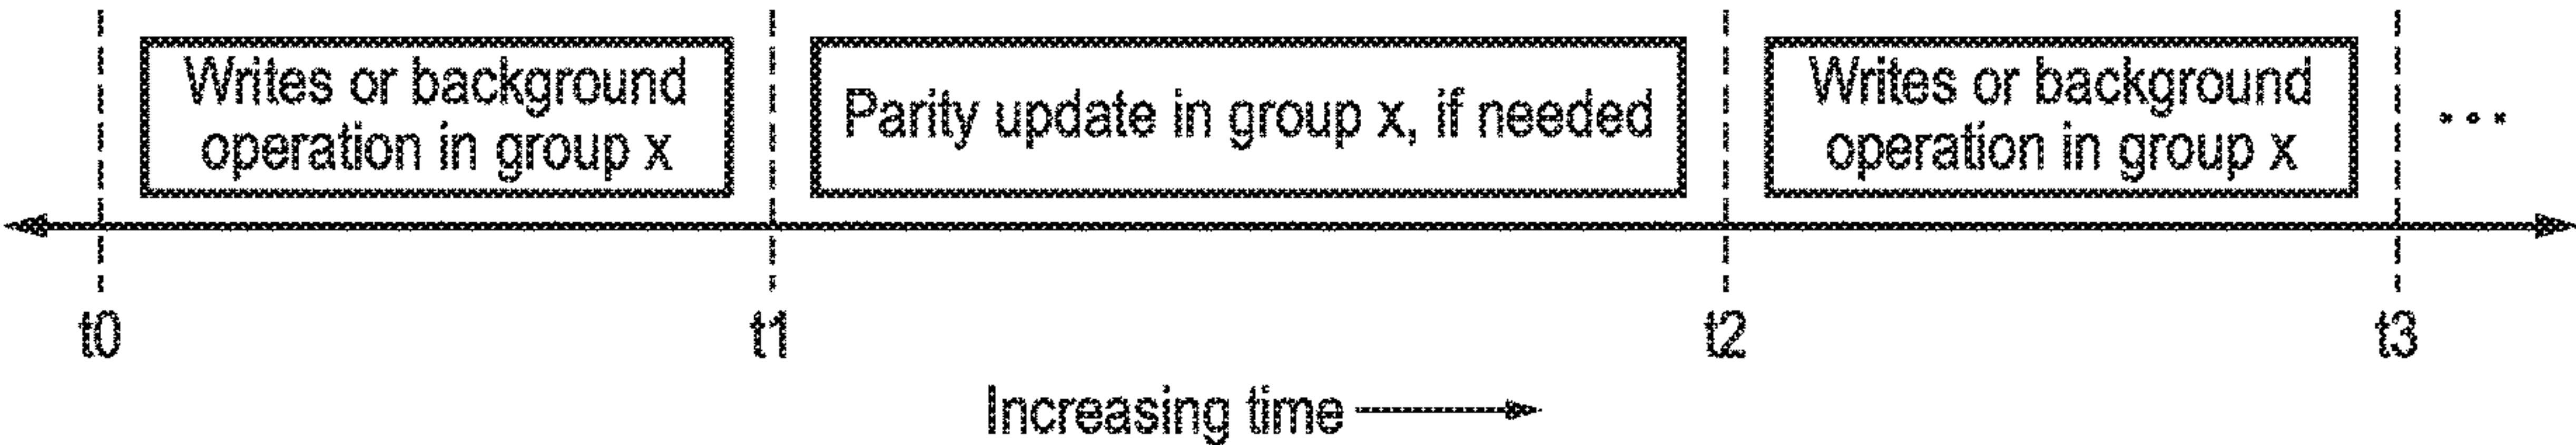 Writes or background
operation in group x
Parity update in group x, if needed
Writes or background
operation in group x
...
t0
t1
t2
t3
Increasing time